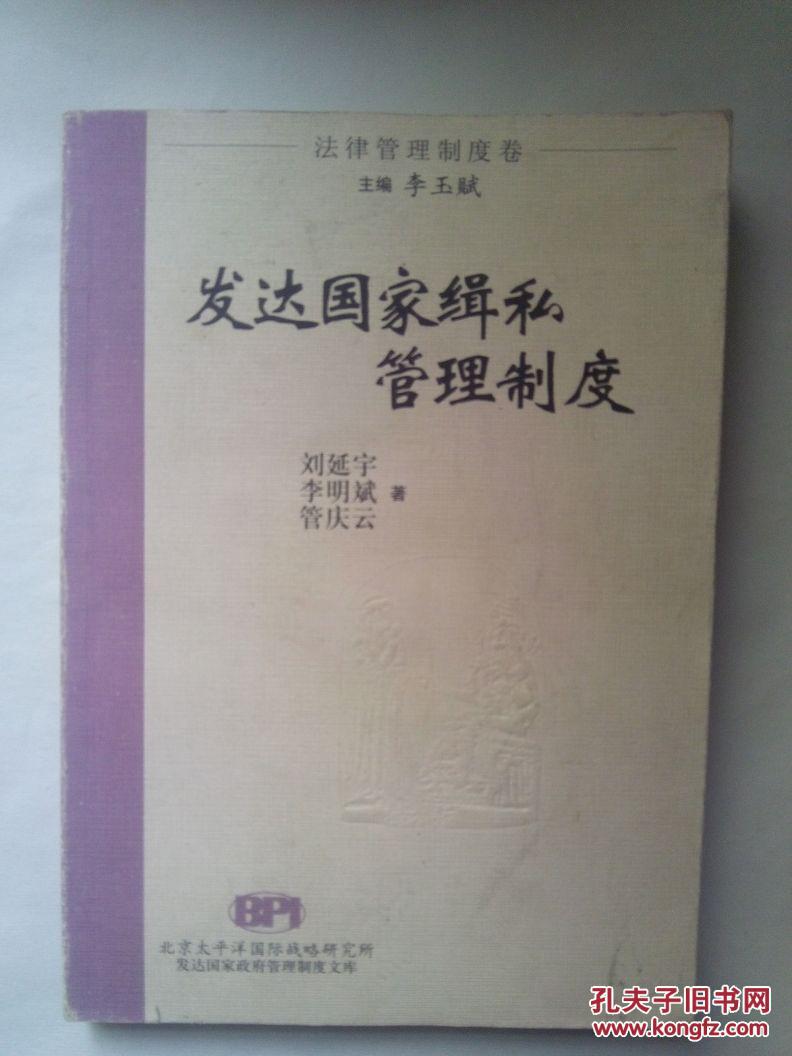 法律管理制度卷
主编 李玉赋
发达国家缉私
管理制度
刘延宇
李明斌 著
管庆云
BPI
北京太平洋国际战略研究所
发达国家政府管理制度文库
孔夫子旧书网
www.kongfz.com